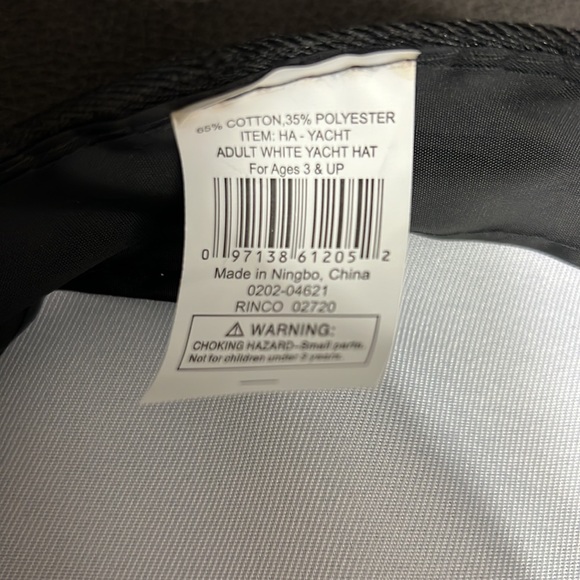 65% COTTON,35% POLYESTER
ITEM: HA - YACHT
ADULT WHITE YACHT HAT
For Ages 3 & UP
0 97138 61205 2
Made in Ningbo, China
0202-04621
RINCO 02720
⚠ WARNING:
CHOKING HAZARD--Small parts.
Not for children under 3 years.